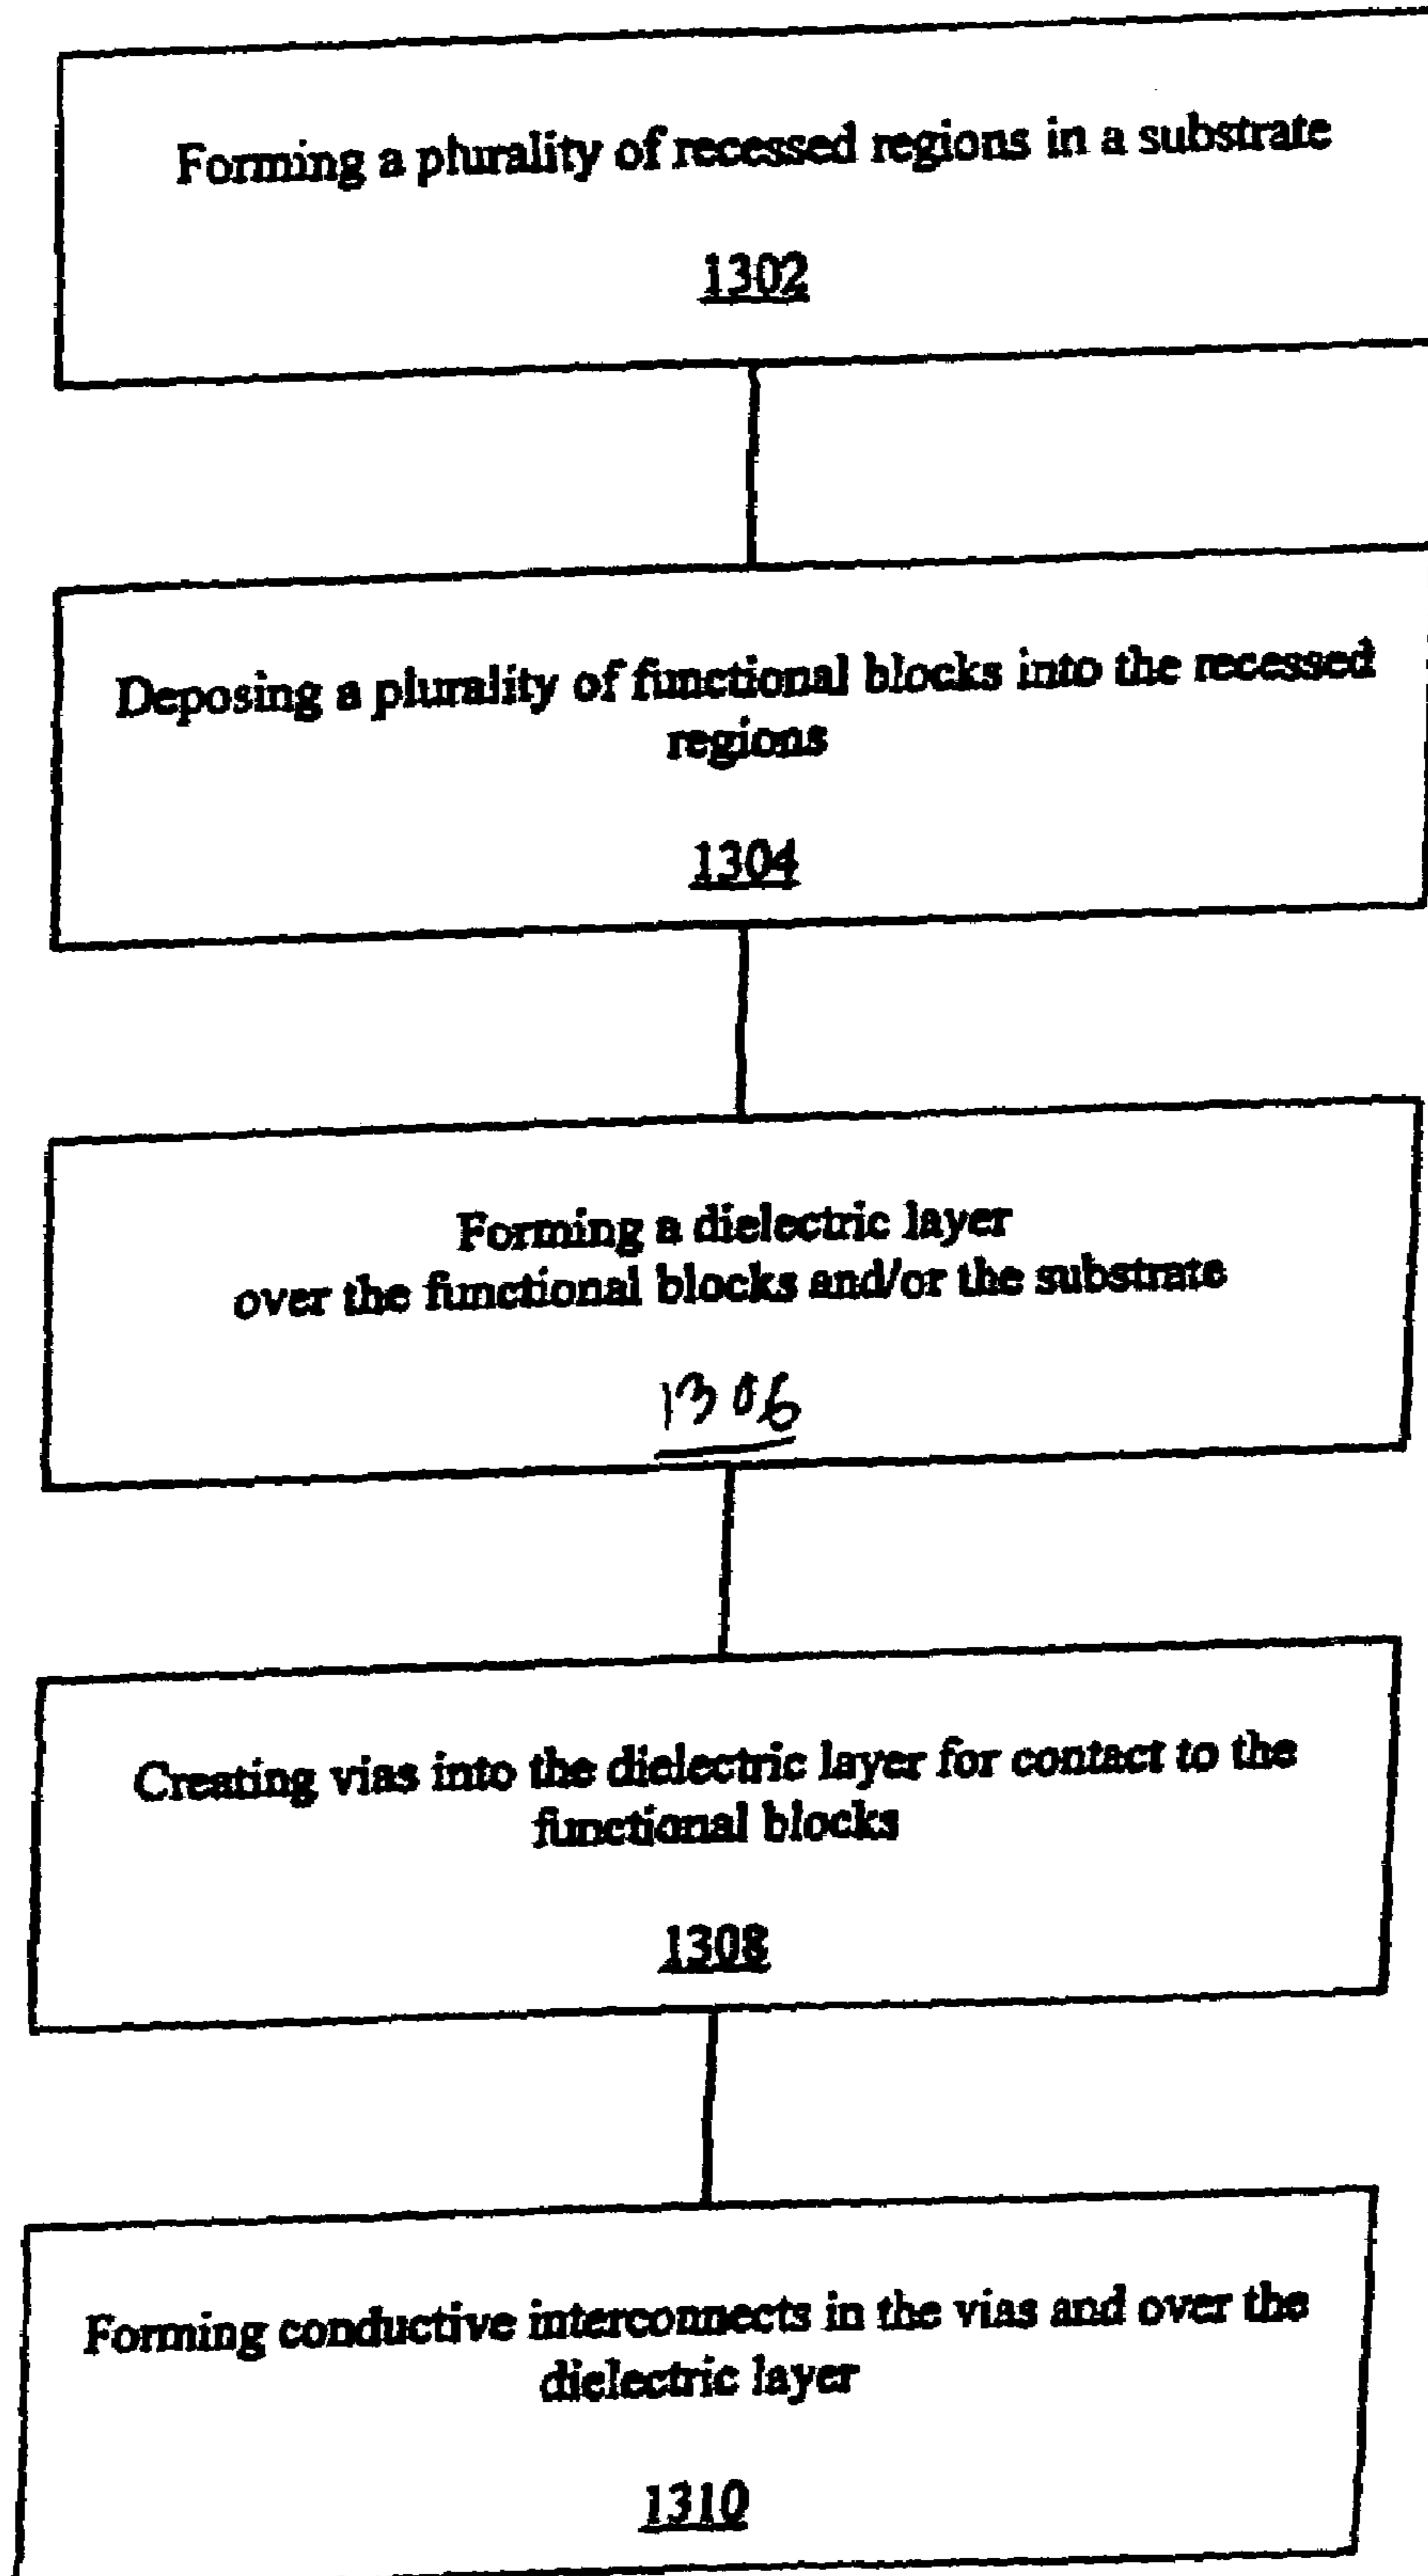 Forming a plurality of recessed regions in a substrate
1302
Deposing a plurality of functional blocks into the recessed
regions
1304
Forming a dielectric layer
over the functional blocks and/or the substrate
1306
Creating vias into the dielectric layer for contact to the
functional blocks
1308
Forming conductive interconnects in the vias and over the
dielectric layer
1310